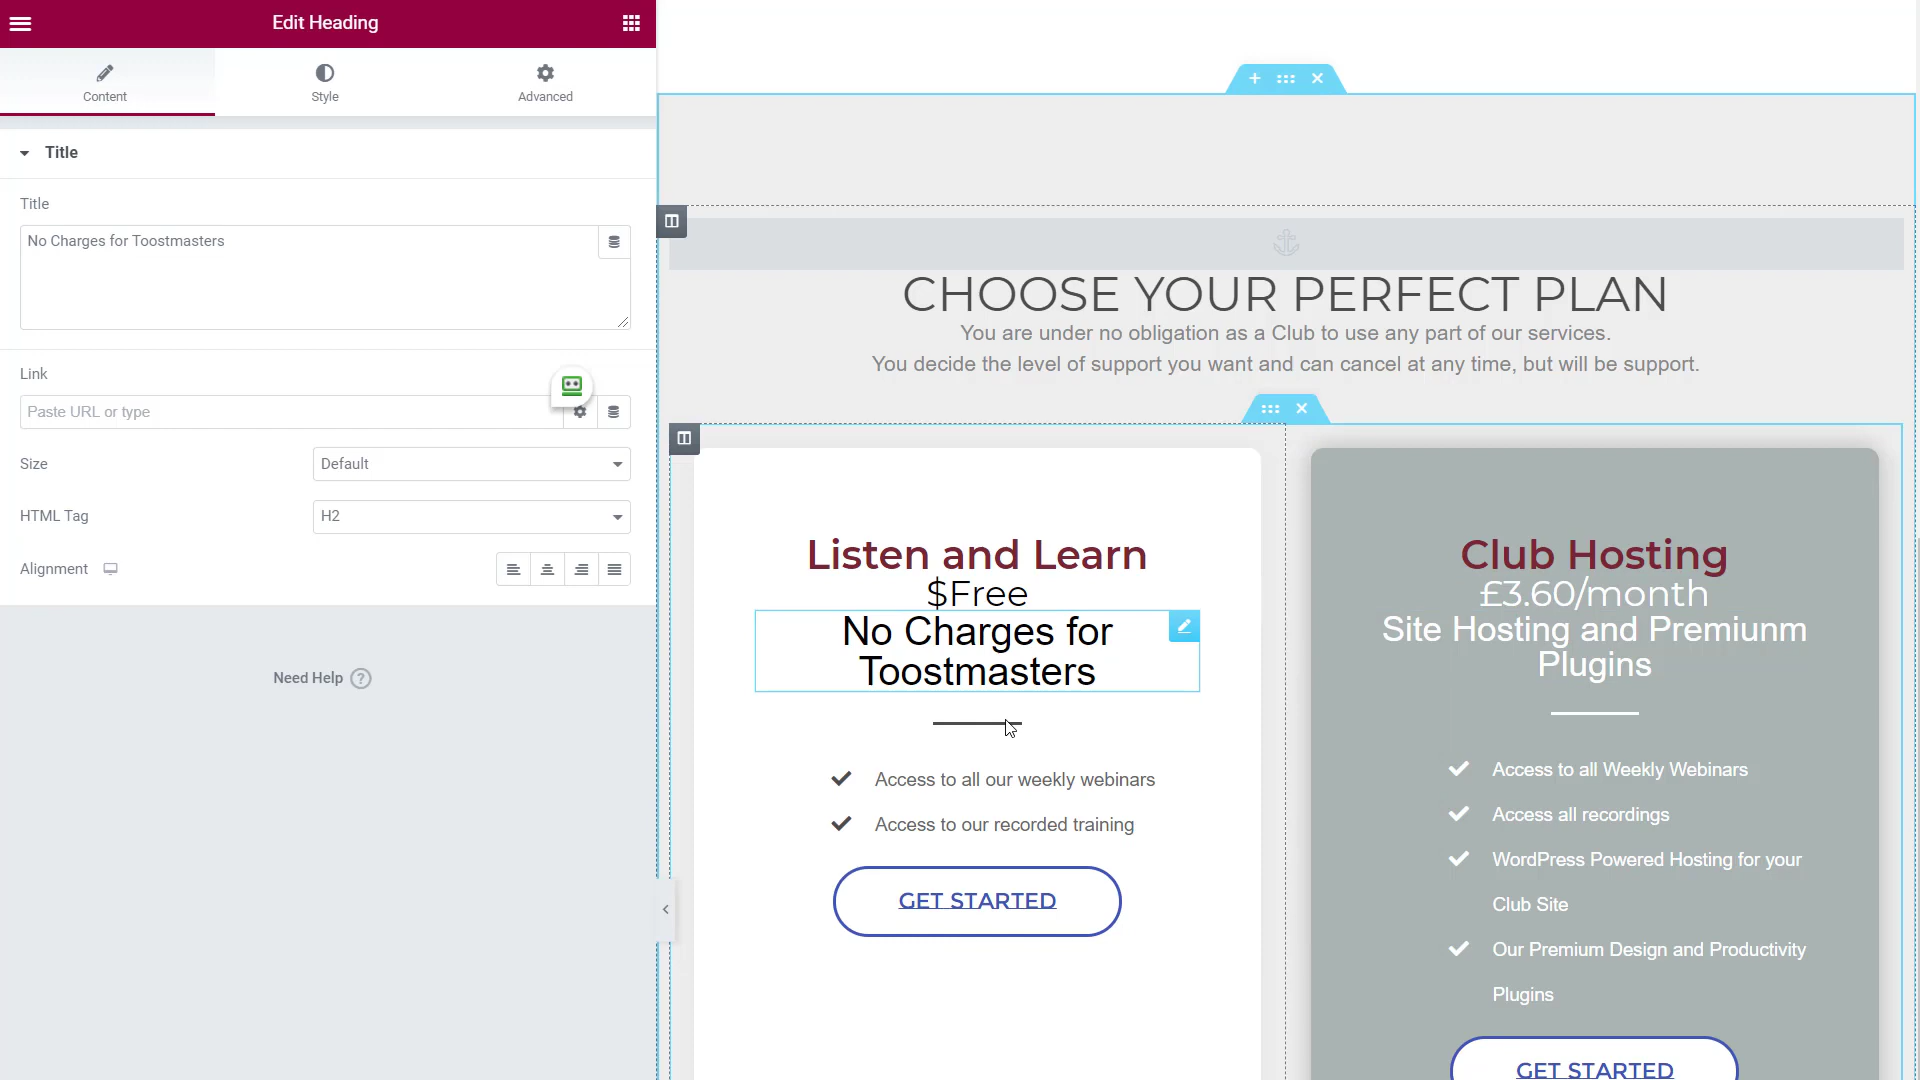 Edit Heading
Content
Style
Advanced
Title
Title
No Charges for Toostmasters
Link
Paste URL or type
Size
Default
HTML Tag
H2
Alignment
Need Help ?
CHOOSE YOUR PERFECT PLAN
You are under no obligation as a Club to use any part of our services.
You decide the level of support you want and can cancel at any time, but will be support.
Listen and Learn
$Free
No Charges for
Toostmasters
Access to all our weekly webinars
Access to our recorded training
GET STARTED
Club Hosting
£3.60/month
Site Hosting and Premiunm
Plugins
Access to all Weekly Webinars
Access all recordings
WordPress Powered Hosting for your
Club Site
Our Premium Design and Productivity
Plugins
GET STARTED